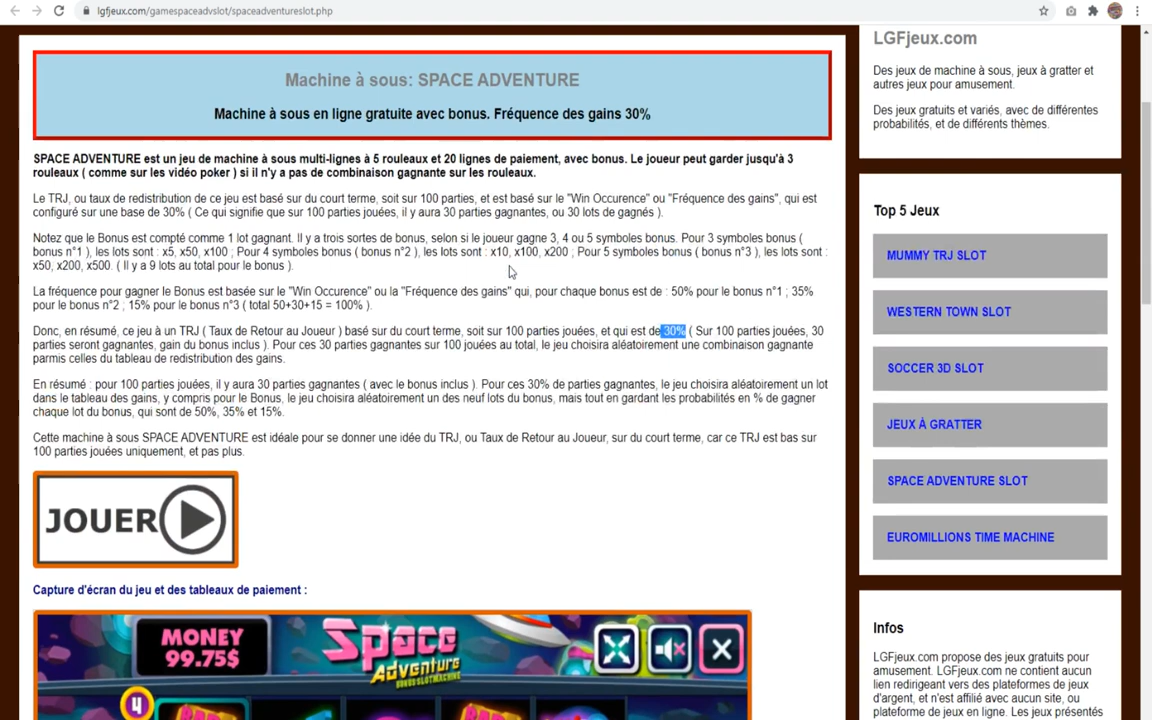 lgfjeux.com/gamespaceadvslot/spaceadventureslot.php
Machine à sous: SPACE ADVENTURE
Machine à sous en ligne gratuite avec bonus. Fréquence des gains 30%
SPACE ADVENTURE est un jeu de machine à sous multi-lignes à 5 rouleaux et 20 lignes de paiement, avec bonus. Le joueur peut garder jusqu'à 3
rouleaux ( comme sur les vidéo poker ) si il n'y a pas de combinaison gagnante sur les rouleaux.
Le TRJ, ou taux de redistribution de ce jeu est basé sur du court terme, soit sur 100 parties, et est basé sur le "Win Occurence" ou "Fréquence des gains", qui est
configuré sur une base de 30% ( Ce qui signifie que sur 100 parties jouées, il y aura 30 parties gagnantes, ou 30 lots de gagnés ).
Notez que le Bonus est compté comme 1 lot gagnant. Il y a trois sortes de bonus, selon si le joueur gagne 3, 4 ou 5 symboles bonus. Pour 3 symboles bonus (
bonus n°1 ), les lots sont : x5, x50, x100 ; Pour 4 symboles bonus ( bonus n°2 ), les lots sont : x10, x100, x200 ; Pour 5 symboles bonus ( bonus n°3 ), les lots sont :
x50, x200, x500. ( Il y a 9 lots au total pour le bonus ).
La fréquence pour gagner le Bonus est basée sur le "Win Occurence" ou la "Fréquence des gains" qui, pour chaque bonus est de : 50% pour le bonus n°1 ; 35%
pour le bonus n°2 ; 15% pour le bonus n°3 ( total 50+30+15 = 100% ).
Donc, en résumé, ce jeu à un TRJ ( Taux de Retour au Joueur ) basé sur du court terme, soit sur 100 parties jouées, et qui est de 30% ( Sur 100 parties jouées, 30
parties seront gagnantes, gain du bonus inclus ). Pour ces 30 parties gagnantes sur 100 jouées au total, le jeu choisira aléatoirement une combinaison gagnante
parmis celles du tableau de redistribution des gains.
En résumé : pour 100 parties jouées, il y aura 30 parties gagnantes ( avec le bonus inclus ). Pour ces 30% de parties gagnantes, le jeu choisira aléatoirement un lot
dans le tableau des gains, y compris pour le Bonus, le jeu choisira aléatoirement un des neuf lots du bonus, mais tout en gardant les probabilités en % de gagner
chaque lot du bonus, qui sont de 50%, 35% et 15%.
Cette machine à sous SPACE ADVENTURE est idéale pour se donner une idée du TRJ, ou Taux de Retour au Joueur, sur du court terme, car ce TRJ est bas sur
100 parties jouées uniquement, et pas plus.
JOUER
Capture d'écran du jeu et des tableaux de paiement :
MONEY
99.75$
Space
Adventure
BONUS SLOT MACHINE
4
LGFjeux.com
Des jeux de machine à sous, jeux à gratter et
autres jeux pour amusement.
Des jeux gratuits et variés, avec de différentes
probabilités, et de différents thèmes.
Top 5 Jeux
MUMMY TRJ SLOT
WESTERN TOWN SLOT
SOCCER 3D SLOT
JEUX À GRATTER
SPACE ADVENTURE SLOT
EUROMILLIONS TIME MACHINE
Infos
LGFjeux.com propose des jeux gratuits pour
amusement. LGFjeux.com ne contient aucun
lien redirigeant vers des plateformes de jeux
d'argent, et n'est affilié avec aucun site, ou
plateforme de jeux en ligne. Les jeux présentés